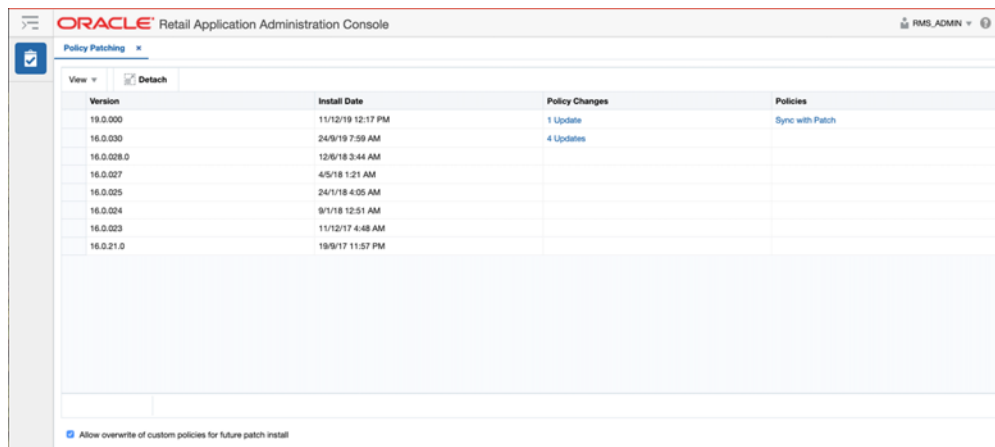 ORACLE® Retail Application Administration Console RMS_ADMIN
Policy Patching ×
View Detach
Version Install Date Policy Changes Policies
19.0.000 11/12/19 12:17 PM 1 Update Sync with Patch
16.0.030 24/9/19 7:59 AM 4 Updates
16.0.028.0 12/6/18 3:44 AM
16.0.027 4/5/18 1:21 AM
16.0.025 24/1/18 4:05 AM
16.0.024 9/1/18 12:51 AM
16.0.023 11/12/17 4:48 AM
16.0.21.0 19/9/17 11:57 PM
Allow overwrite of custom policies for future patch install